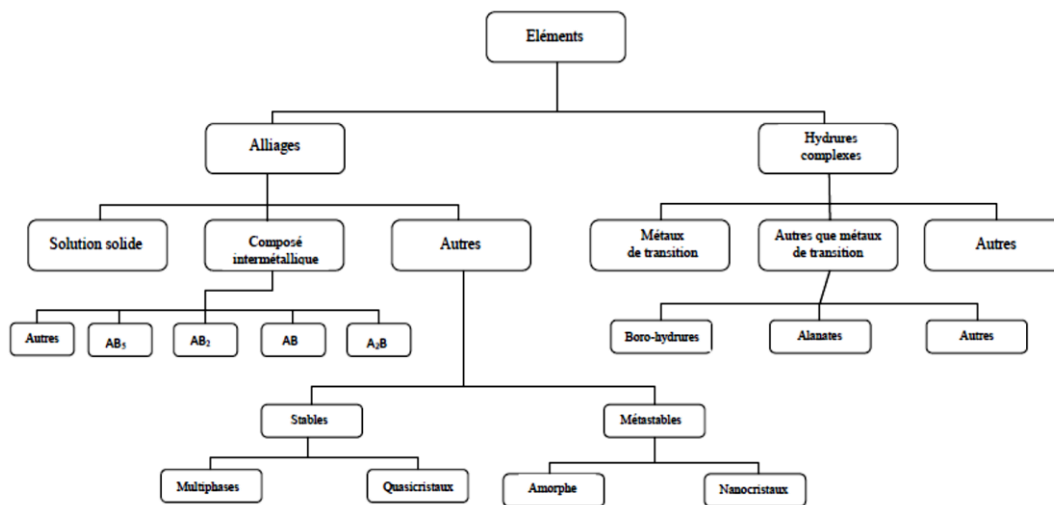 Eléments
Alliages
Hydrures
complexes
Solution solide
Composé
intermétallique
Autres
Métaux
de transition
Autres que métaux
de transition
Autres
Autres
AB₅
AB₂
AB
A₂B
Boro-hydrures
Alanates
Autres
Stables
Métastables
Multiphases
Quasicristaux
Amorphe
Nanocristaux